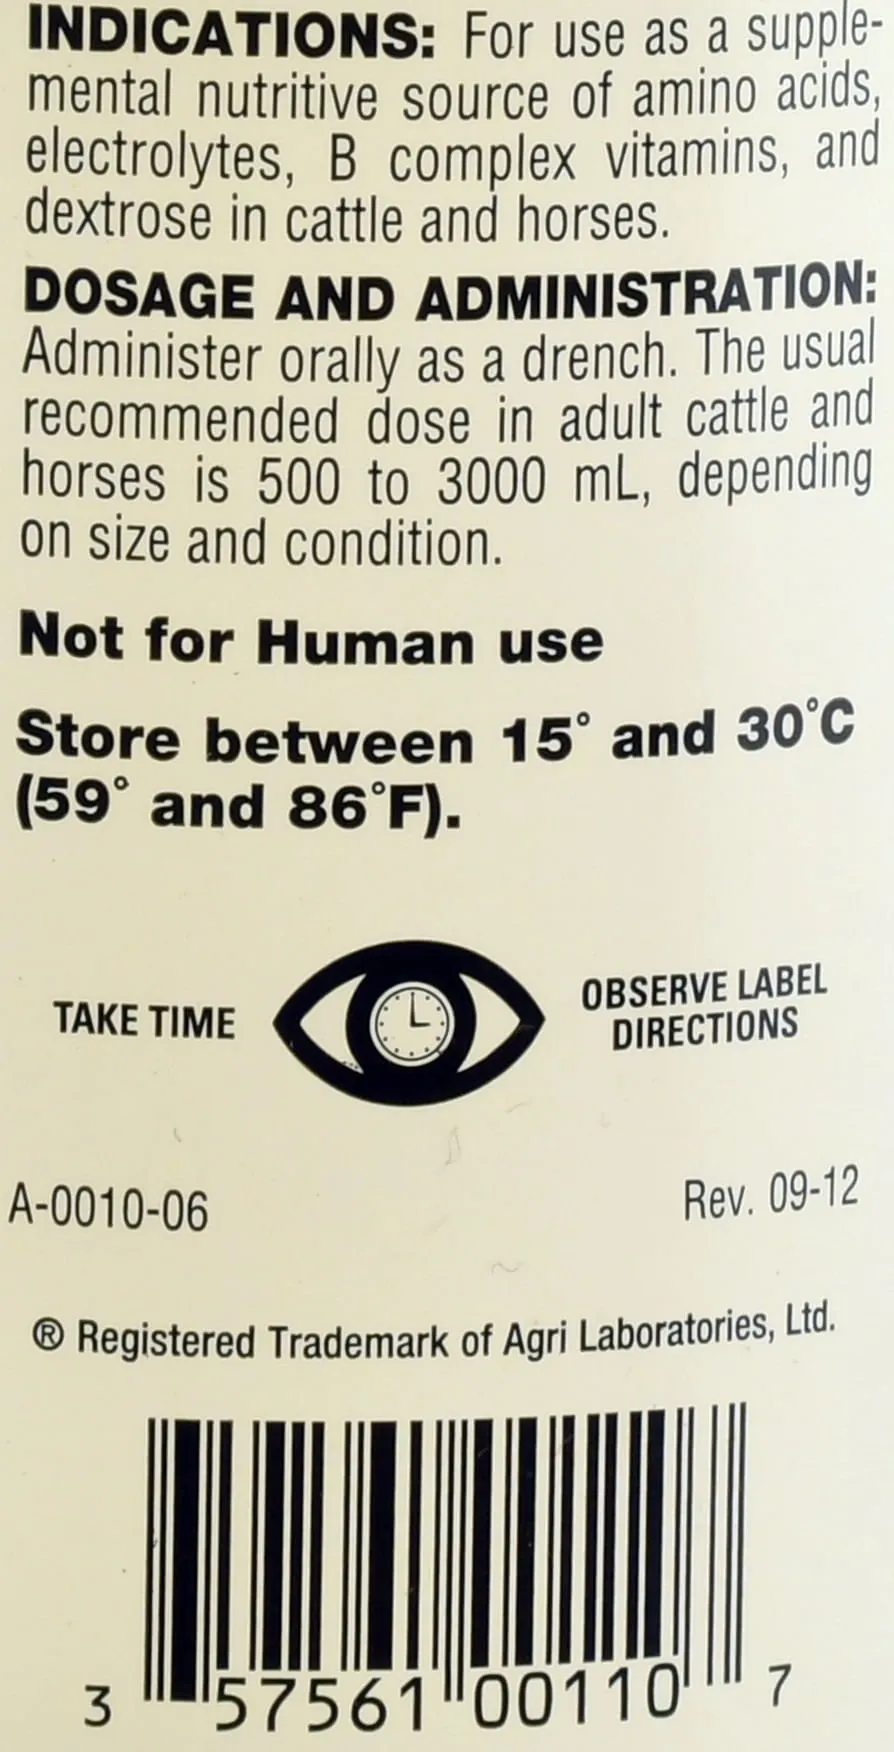 INDICATIONS: For use as a supple-
mental nutritive source of amino acids,
electrolytes, B complex vitamins, and
dextrose in cattle and horses.
DOSAGE AND ADMINISTRATION:
Administer orally as a drench. The usual
recommended dose in adult cattle and
horses is 500 to 3000 mL, depending
on size and condition.
Not for Human use
Store between 15° and 30°C
(59° and 86°F).
TAKE TIME
OBSERVE LABEL
DIRECTIONS
A-0010-06
Rev. 09-12
® Registered Trademark of Agri Laboratories, Ltd.
3 57561 00110 7